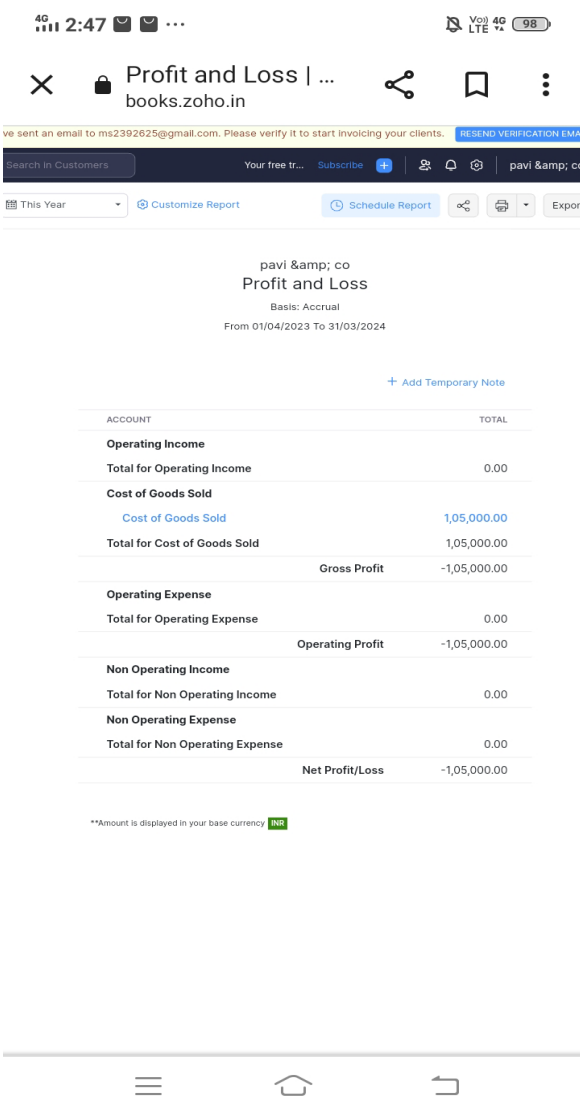 4G 2:47 ... Vo)) LTE 4G 98
Profit and Loss | ...
books.zoho.in
ve sent an email to ms2392625@gmail.com. Please verify it to start invoicing your clients. RESEND VERIFICATION EMA
Search in Customers Your free tr... Subscribe + pavi &amp; co
This Year Customize Report Schedule Report Expor
pavi &amp; co
Profit and Loss
Basis: Accrual
From 01/04/2023 To 31/03/2024
+ Add Temporary Note
ACCOUNT TOTAL
Operating Income
Total for Operating Income 0.00
Cost of Goods Sold
Cost of Goods Sold 1,05,000.00
Total for Cost of Goods Sold 1,05,000.00
Gross Profit -1,05,000.00
Operating Expense
Total for Operating Expense 0.00
Operating Profit -1,05,000.00
Non Operating Income
Total for Non Operating Income 0.00
Non Operating Expense
Total for Non Operating Expense 0.00
Net Profit/Loss -1,05,000.00
**Amount is displayed in your base currency INR